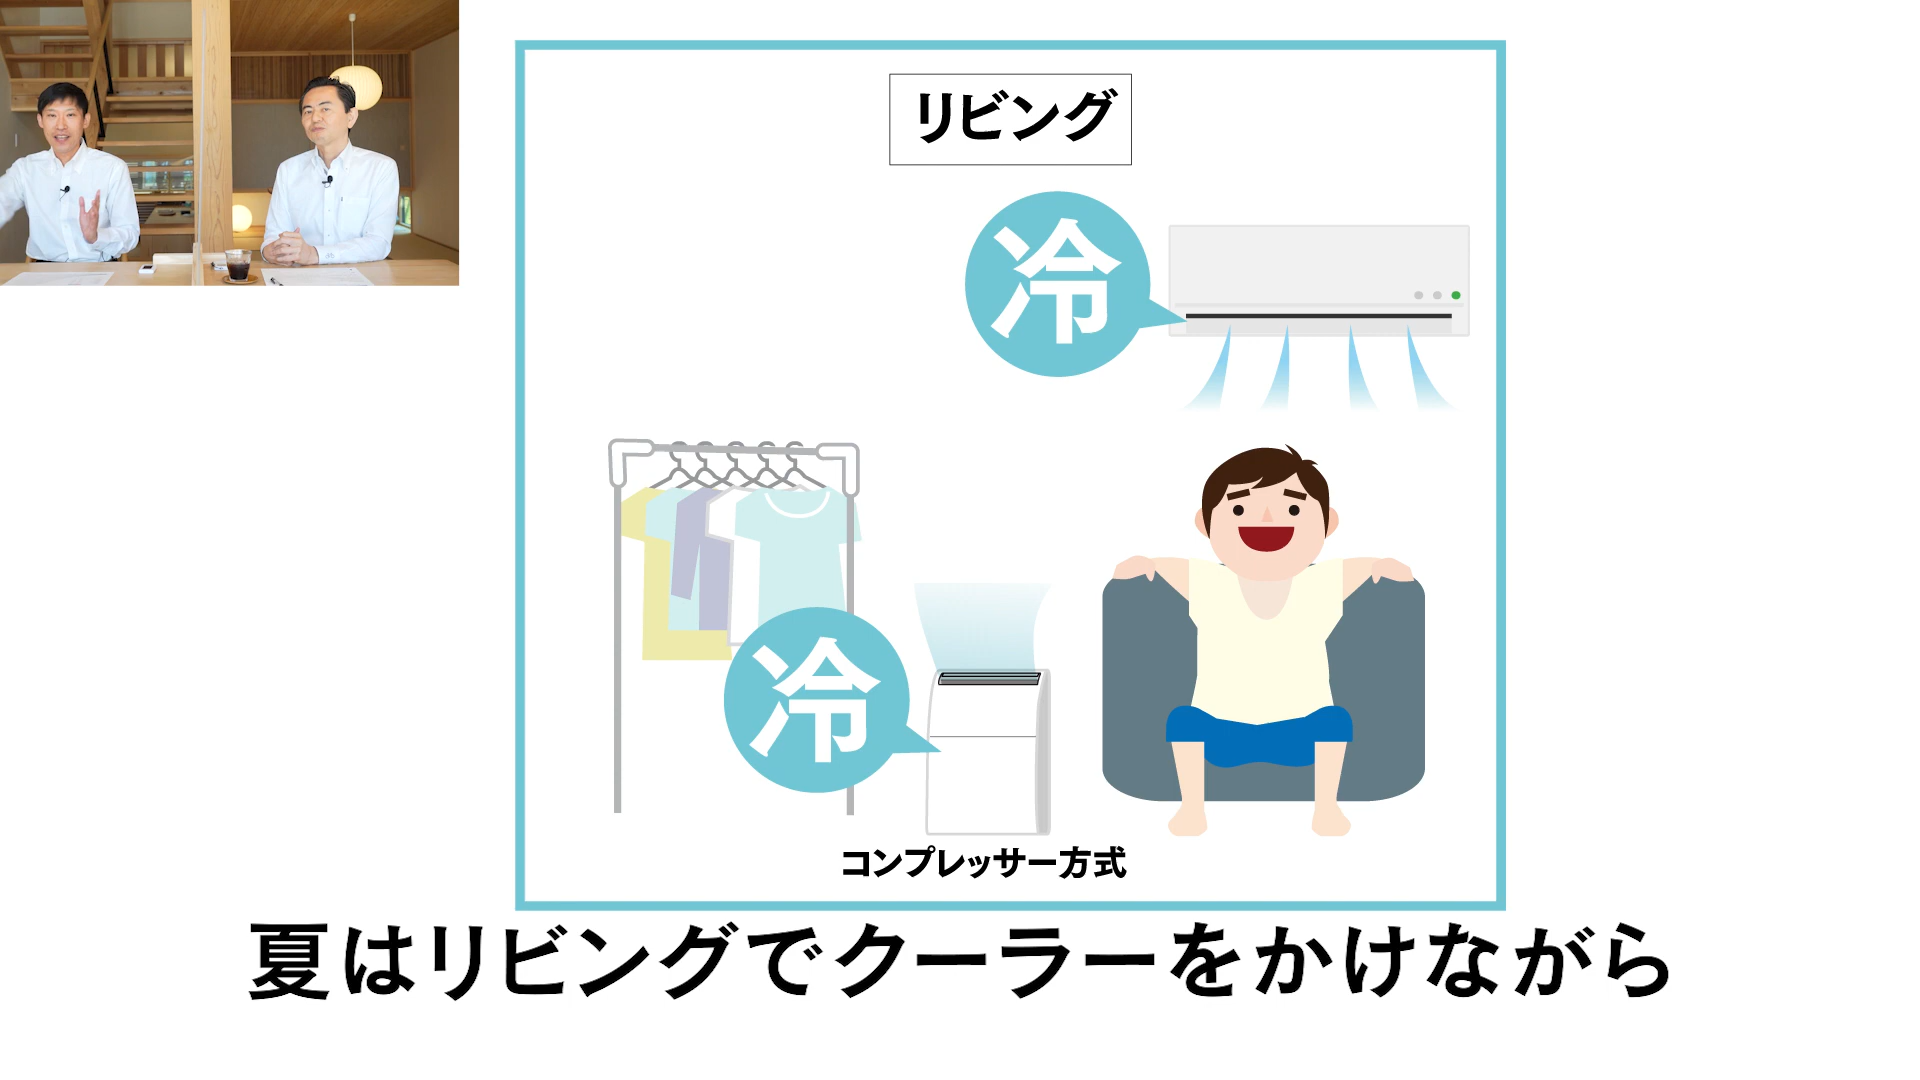 リビング
冷
冷
コンプレッサー方式
夏はリビングでクーラーをかけながら